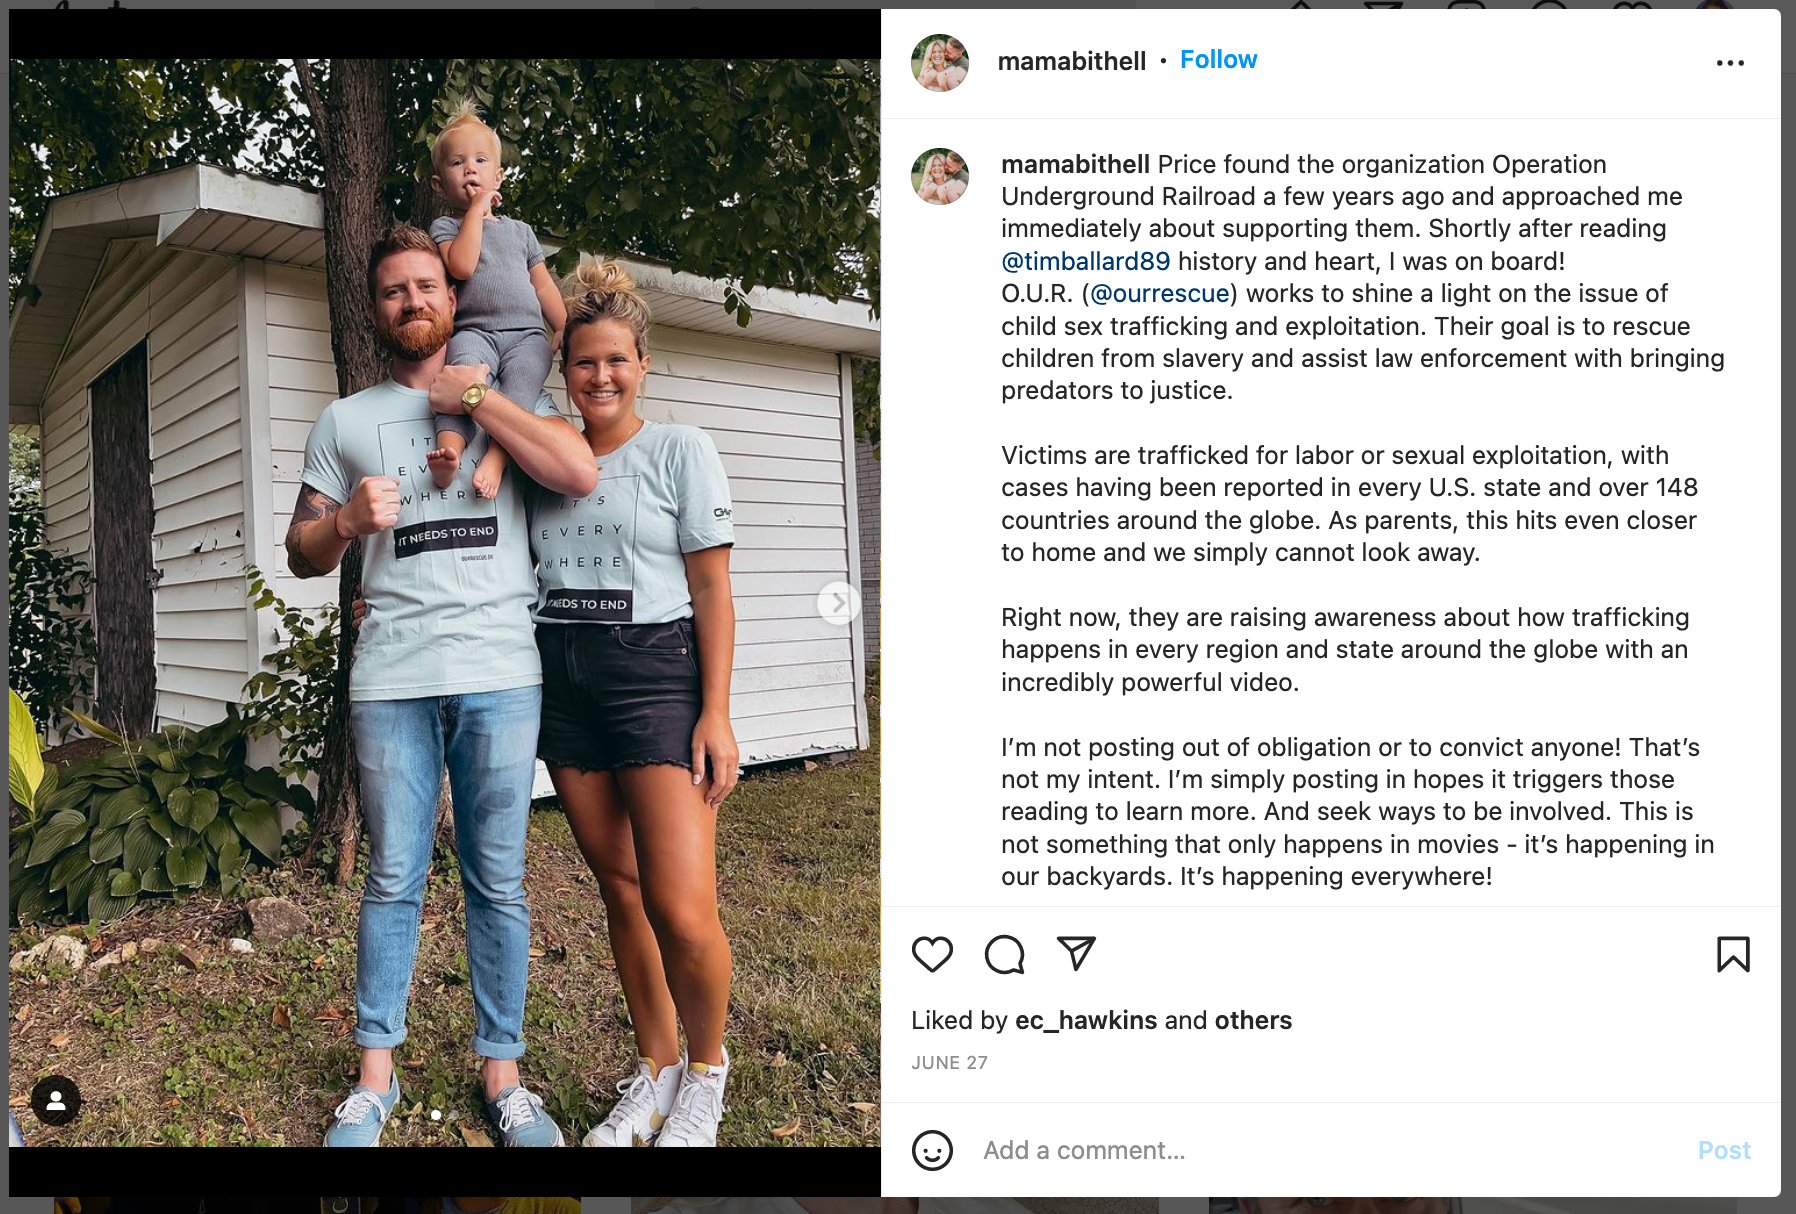 IT
EVERY
WHERE
IT NEEDS TO END
OURRESCUE.OR
IT'S
EVERY
WHERE
IT NEEDS TO END
mamabithell • Follow
mamabithell Price found the organization Operation
Underground Railroad a few years ago and approached me
immediately about supporting them. Shortly after reading
@timballard89 history and heart, I was on board!
O.U.R. (@ourrescue) works to shine a light on the issue of
child sex trafficking and exploitation. Their goal is to rescue
children from slavery and assist law enforcement with bringing
predators to justice.
Victims are trafficked for labor or sexual exploitation, with
cases having been reported in every U.S. state and over 148
countries around the globe. As parents, this hits even closer
to home and we simply cannot look away.
Right now, they are raising awareness about how trafficking
happens in every region and state around the globe with an
incredibly powerful video.
I’m not posting out of obligation or to convict anyone! That’s
not my intent. I’m simply posting in hopes it triggers those
reading to learn more. And seek ways to be involved. This is
not something that only happens in movies - it’s happening in
our backyards. It’s happening everywhere!
Liked by ec_hawkins and others
JUNE 27
Add a comment...
Post